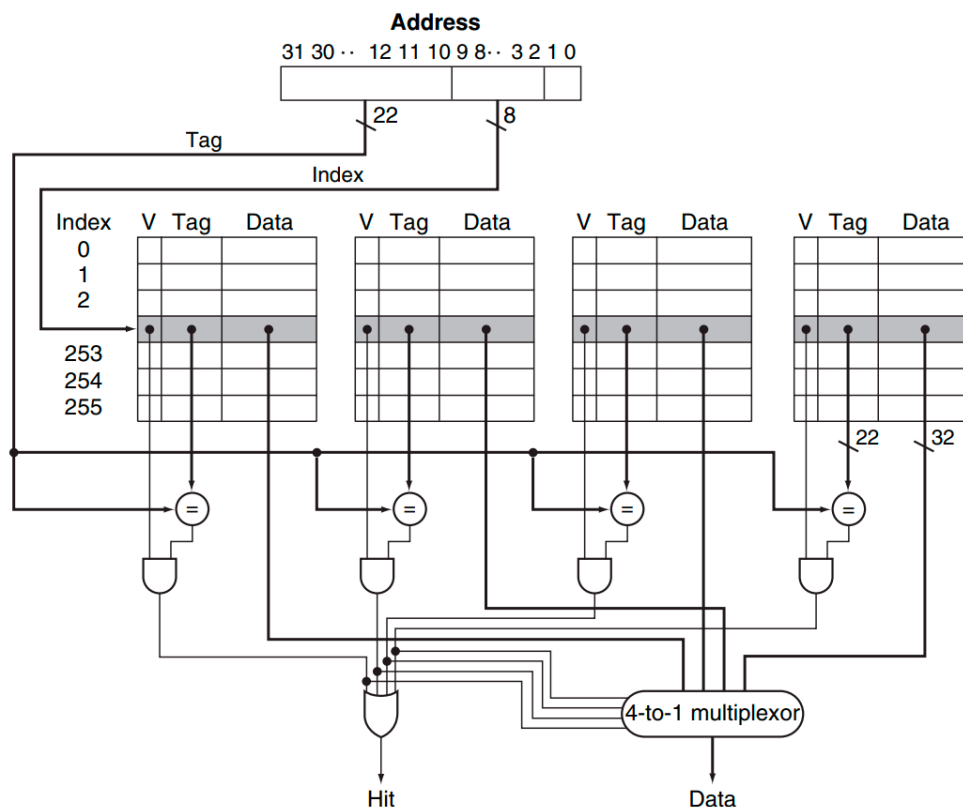 Address
31 30 ·· 12 11 10 9 8·· 3 2 1 0
22 8
Tag
Index
Index V Tag Data V Tag Data V Tag Data V Tag Data
0
1
2
253
254
255
22 32
= = = =
4-to-1 multiplexor
Hit Data